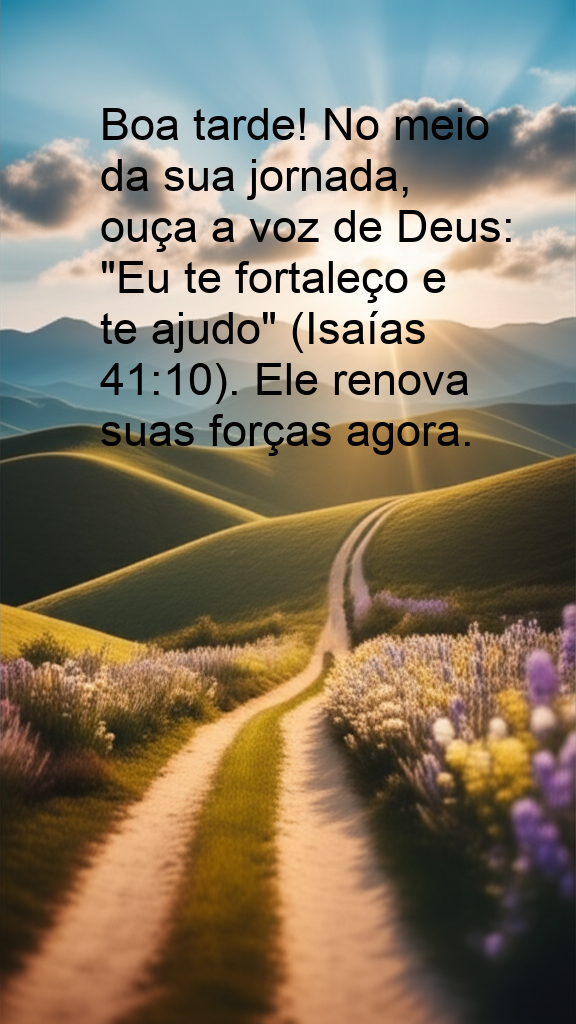 Boa tarde! No meio
da sua jornada,
ouça a voz de Deus:
"Eu te fortaleço e
te ajudo" (Isaías
41:10). Ele renova
suas forças agora.